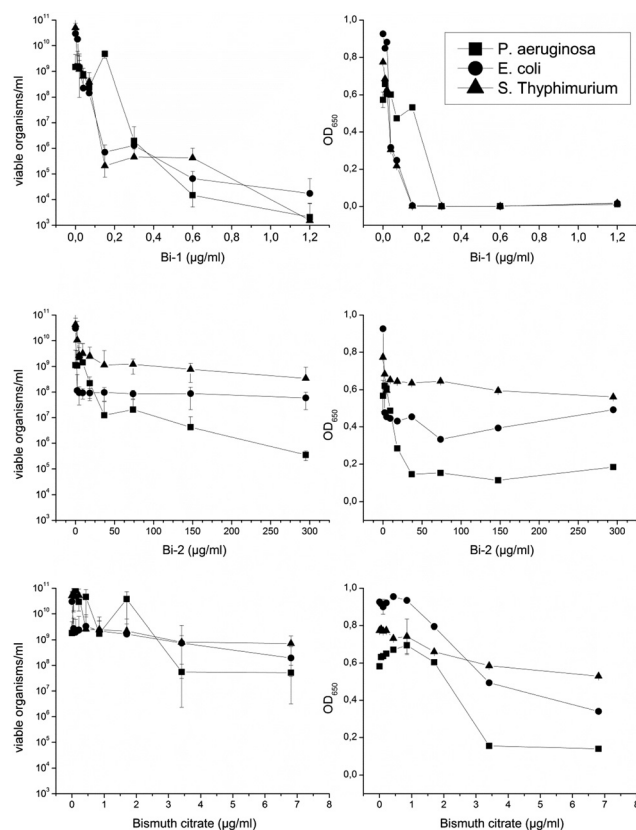 10¹¹
10¹⁰
10⁹
10⁸
10⁷
10⁶
10⁵
10⁴
10³
viable organisms/ml
0,0 0,2 0,4 0,6 0,8 1,0 1,2
Bi-1 (µg/ml)
1,0
0,8
0,6
0,4
0,2
0,0
OD₆₅₀
P. aeruginosa
E. coli
S. Thyphimurium
0,0 0,2 0,4 0,6 0,8 1,0 1,2
Bi-1 (µg/ml)
10¹¹
10¹⁰
10⁹
10⁸
10⁷
10⁶
10⁵
10⁴
10³
viable organisms/ml
0 50 100 150 200 250 300
Bi-2 (µg/ml)
1,0
0,8
0,6
0,4
0,2
0,0
OD₆₅₀
0 50 100 150 200 250 300
Bi-2 (µg/ml)
10¹¹
10¹⁰
10⁹
10⁸
10⁷
10⁶
10⁵
10⁴
10³
viable organisms/ml
0 1 2 3 4 5 6 7 8
Bismuth citrate (µg/ml)
1,0
0,8
0,6
0,4
0,2
0,0
OD₆₅₀
0 1 2 3 4 5 6 7 8
Bismuth citrate (µg/ml)